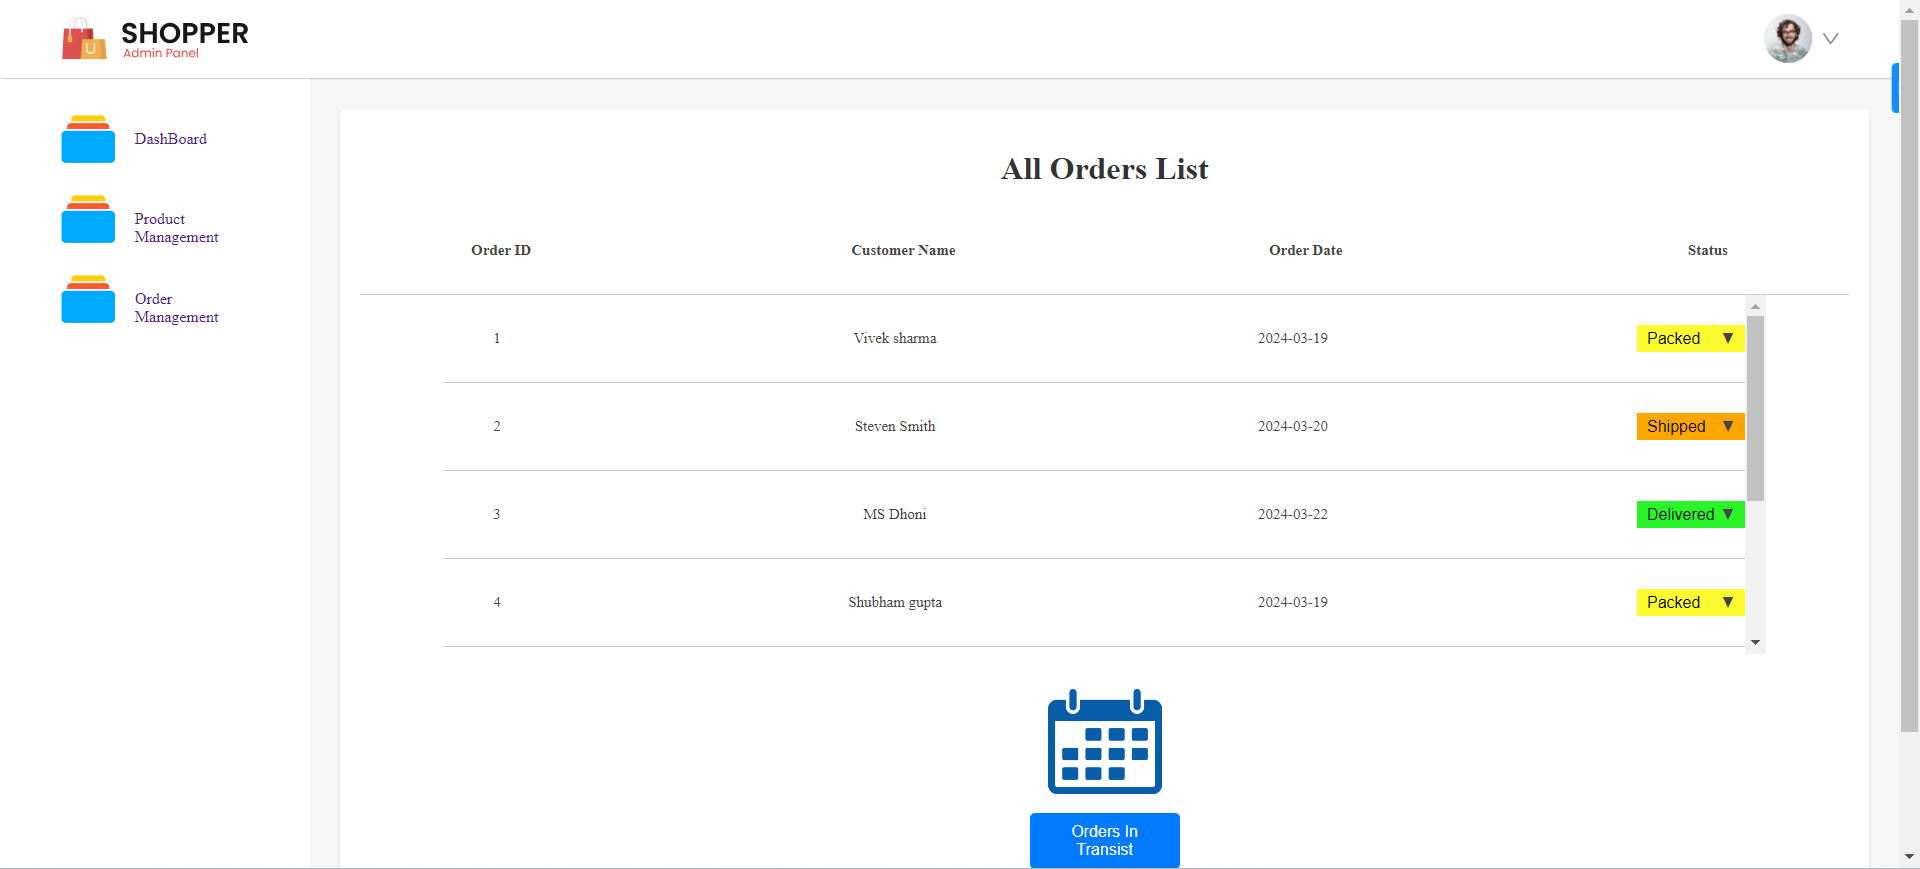 SHOPPER
Admin Panel
U
DashBoard
Product
Management
Order
Management
All Orders List
Order ID Customer Name Order Date Status
1 Vivek sharma 2024-03-19 Packed ▼
2 Steven Smith 2024-03-20 Shipped ▼
3 MS Dhoni 2024-03-22 Delivered ▼
4 Shubham gupta 2024-03-19 Packed ▼
Orders In
Transist